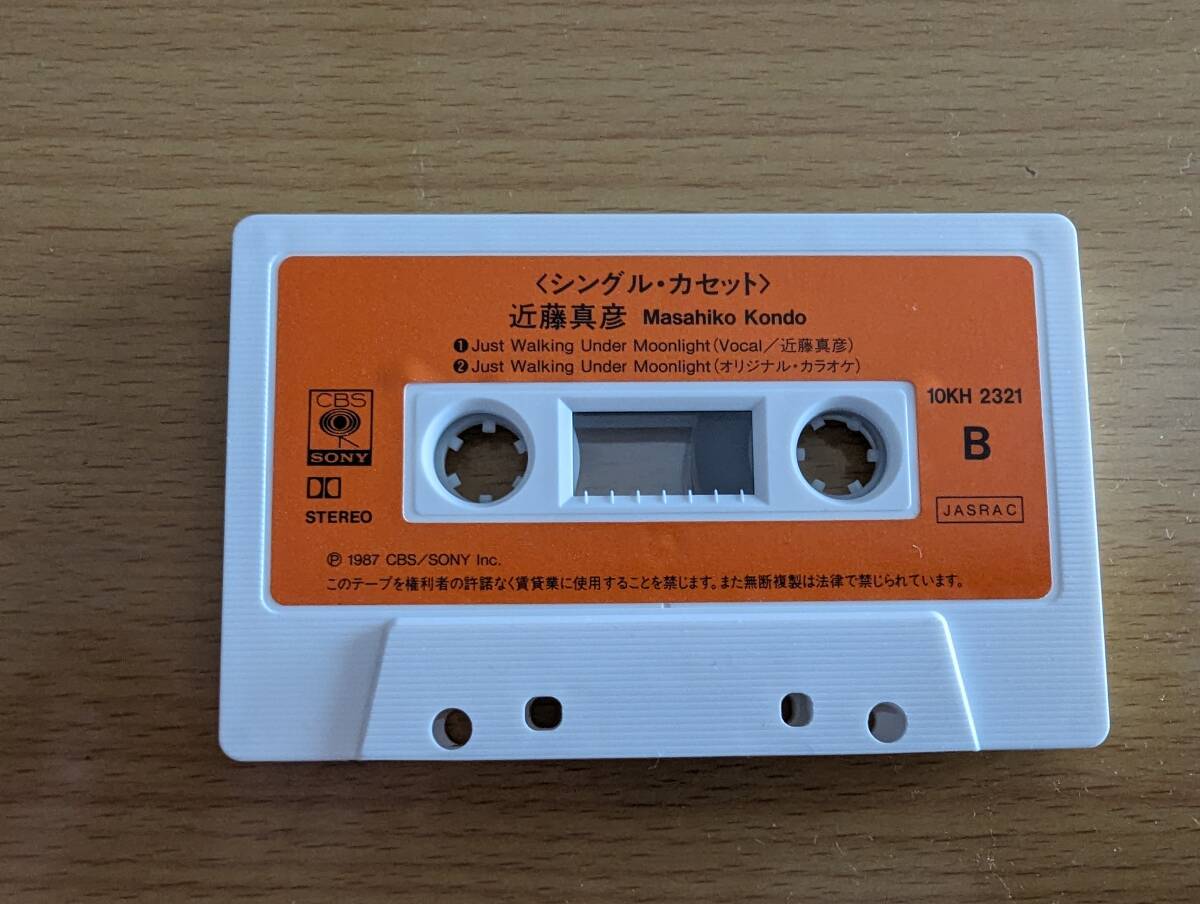 〈シングル・カセット〉
近藤真彦 Masahiko Kondo
❶Just Walking Under Moonlight(Vocal／近藤真彦)
❷Just Walking Under Moonlight(オリジナル・カラオケ)
CBS
SONY
STEREO
10KH 2321
B
JASRAC
Ⓟ 1987 CBS／SONY Inc.
このテープを権利者の許諾なく賃貸業に使用することを禁じます。また無断複製は法律で禁じられています。